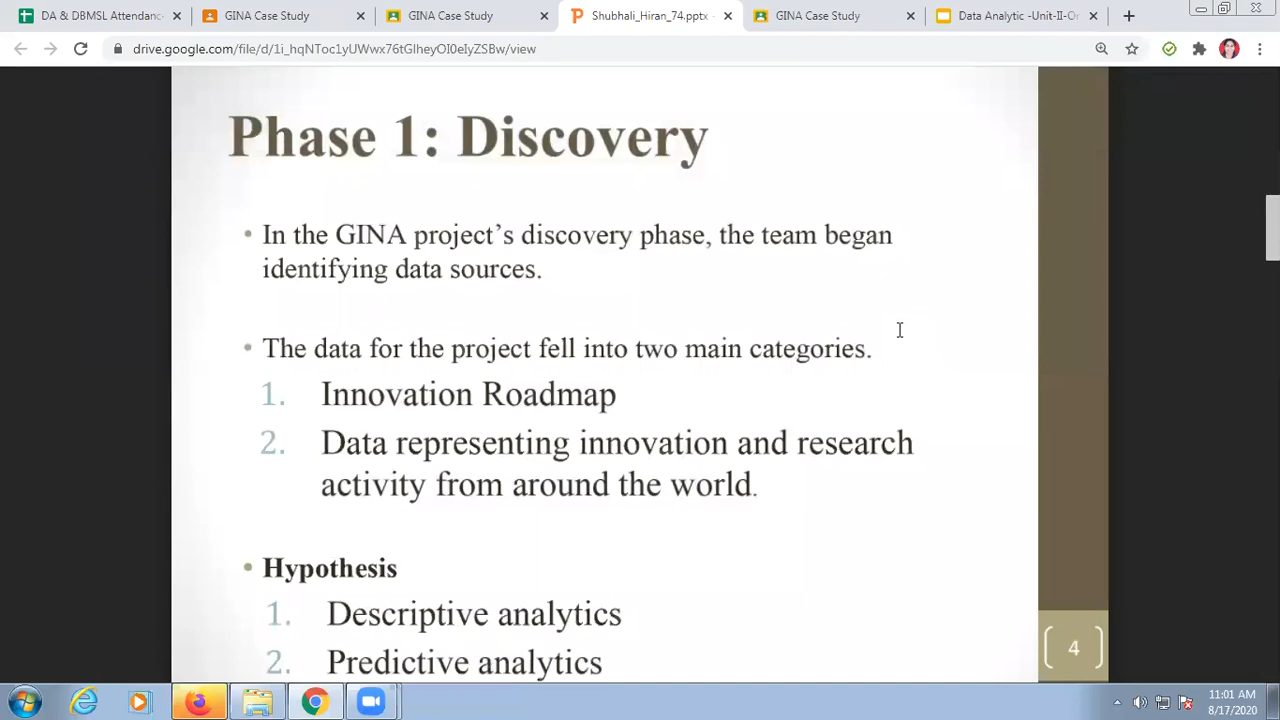 DA & DBMSL Attendanc
GINA Case Study
GINA Case Study
Shubhali_Hiran_74.pptx -
GINA Case Study
Data Analytic -Unit-II-Or
drive.google.com/file/d/1i_hqNToc1yUWwx76tGlheyOI0eIyZSBw/view
Phase 1: Discovery
• In the GINA project's discovery phase, the team began
identifying data sources.
• The data for the project fell into two main categories.
1. Innovation Roadmap
2. Data representing innovation and research
activity from around the world.
• Hypothesis
1. Descriptive analytics
2. Predictive analytics
4
11:01 AM
8/17/2020